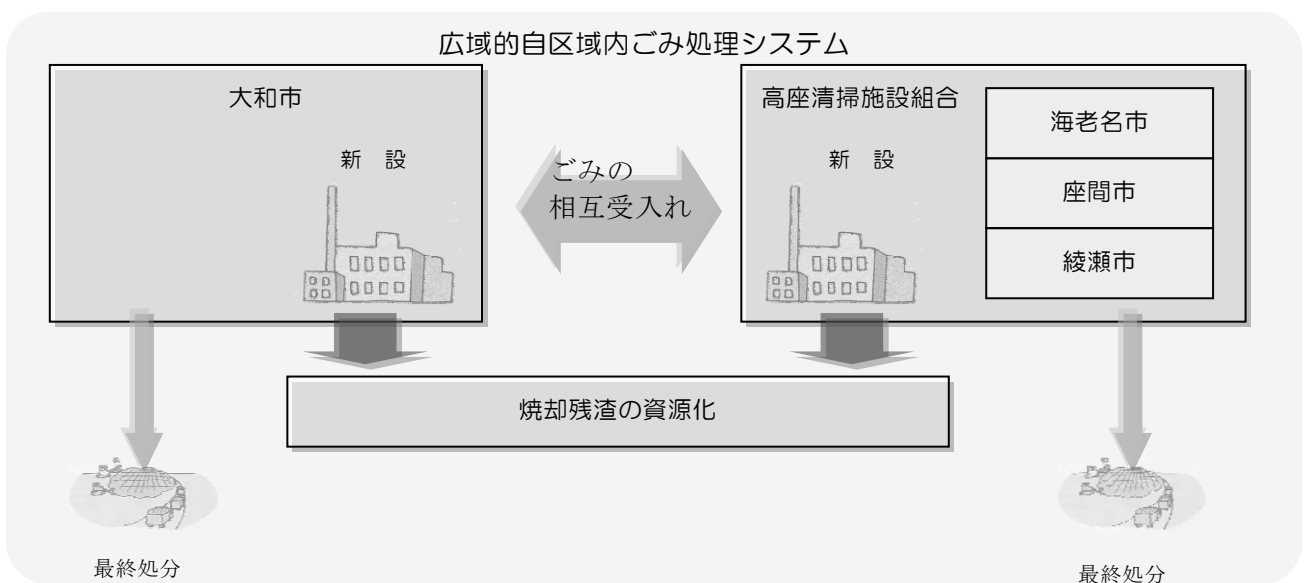 広域的自区域内ごみ処理システム
大和市
新　設
ごみの
相互受入れ
高座清掃施設組合
新　設
海老名市
座間市
綾瀬市
焼却残渣の資源化
最終処分
最終処分